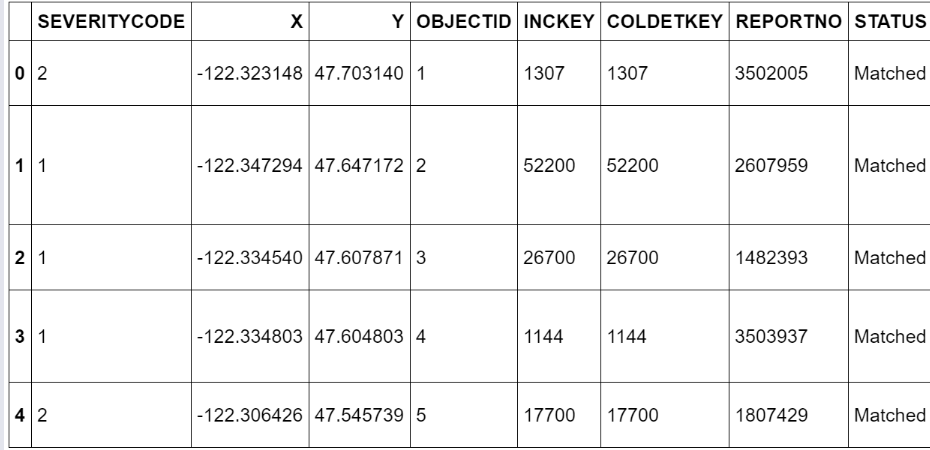 SEVERITYCODE X Y OBJECTID INCKEY COLDETKEY REPORTNO STATUS
0 2 -122.323148 47.703140 1 1307 1307 3502005 Matched
1 1 -122.347294 47.647172 2 52200 52200 2607959 Matched
2 1 -122.334540 47.607871 3 26700 26700 1482393 Matched
3 1 -122.334803 47.604803 4 1144 1144 3503937 Matched
4 2 -122.306426 47.545739 5 17700 17700 1807429 Matched